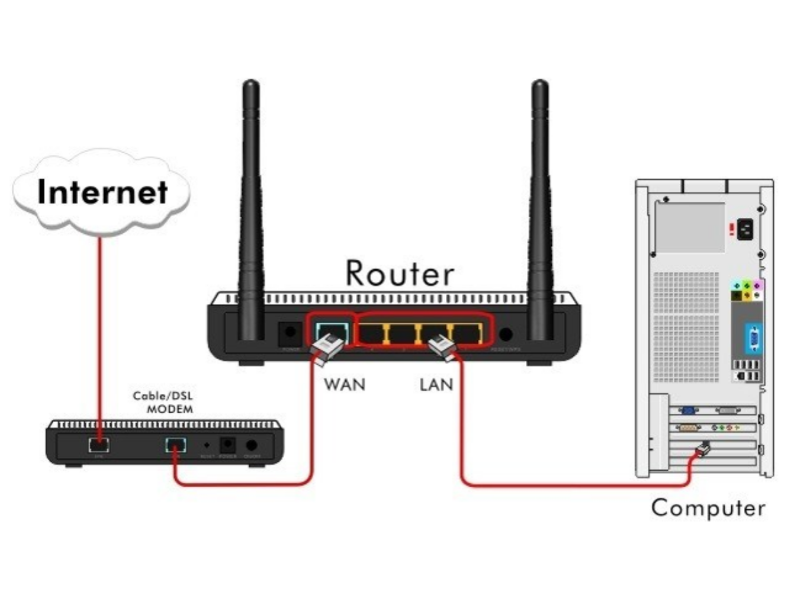 Internet
Router
WAN
LAN
Cable/DSL
MODEM
Computer